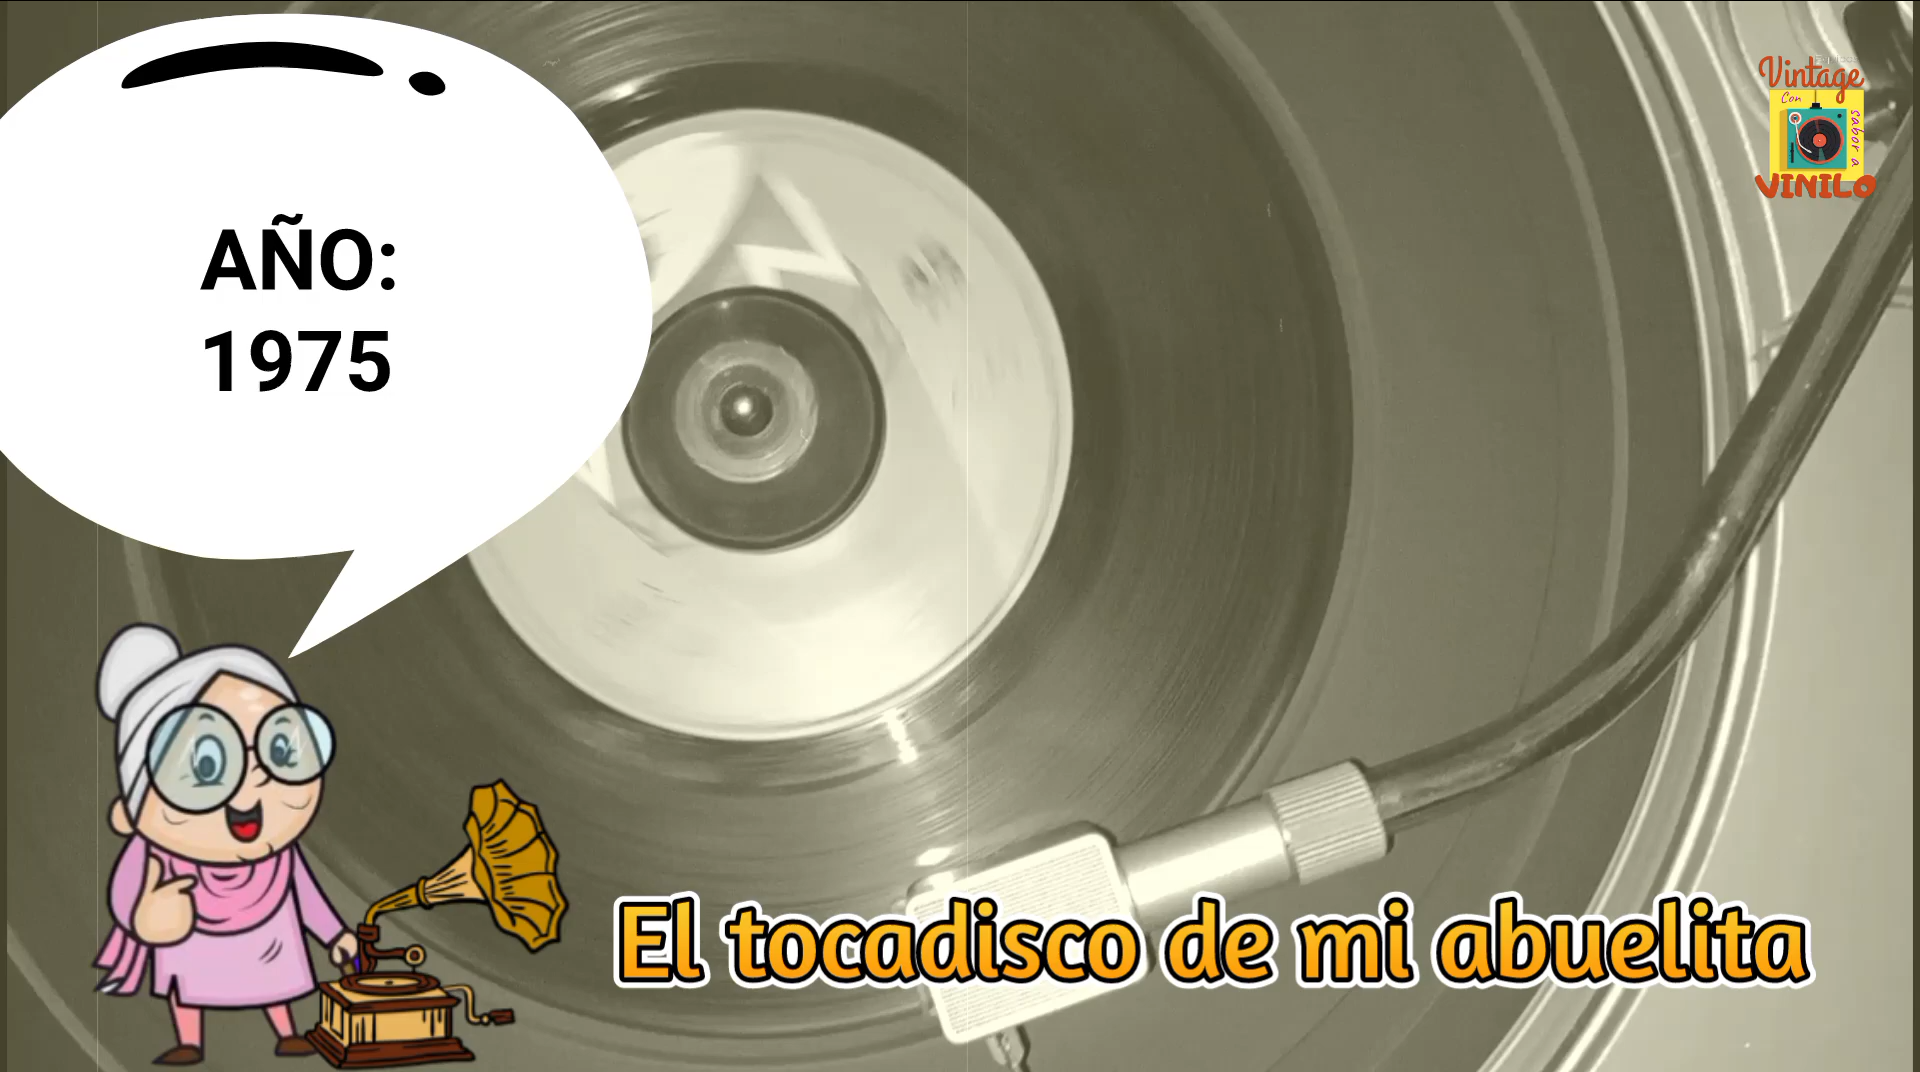 AÑO:
1975
Vintage
Con
sabor a
VINILO
El tocadisco de mi abuelita